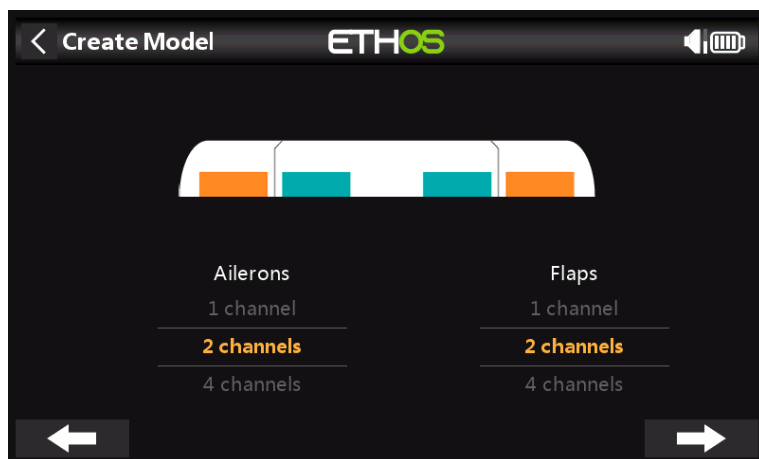 Create Model
ETHOS
Ailerons
Flaps
1 channel
1 channel
2 channels
2 channels
4 channels
4 channels